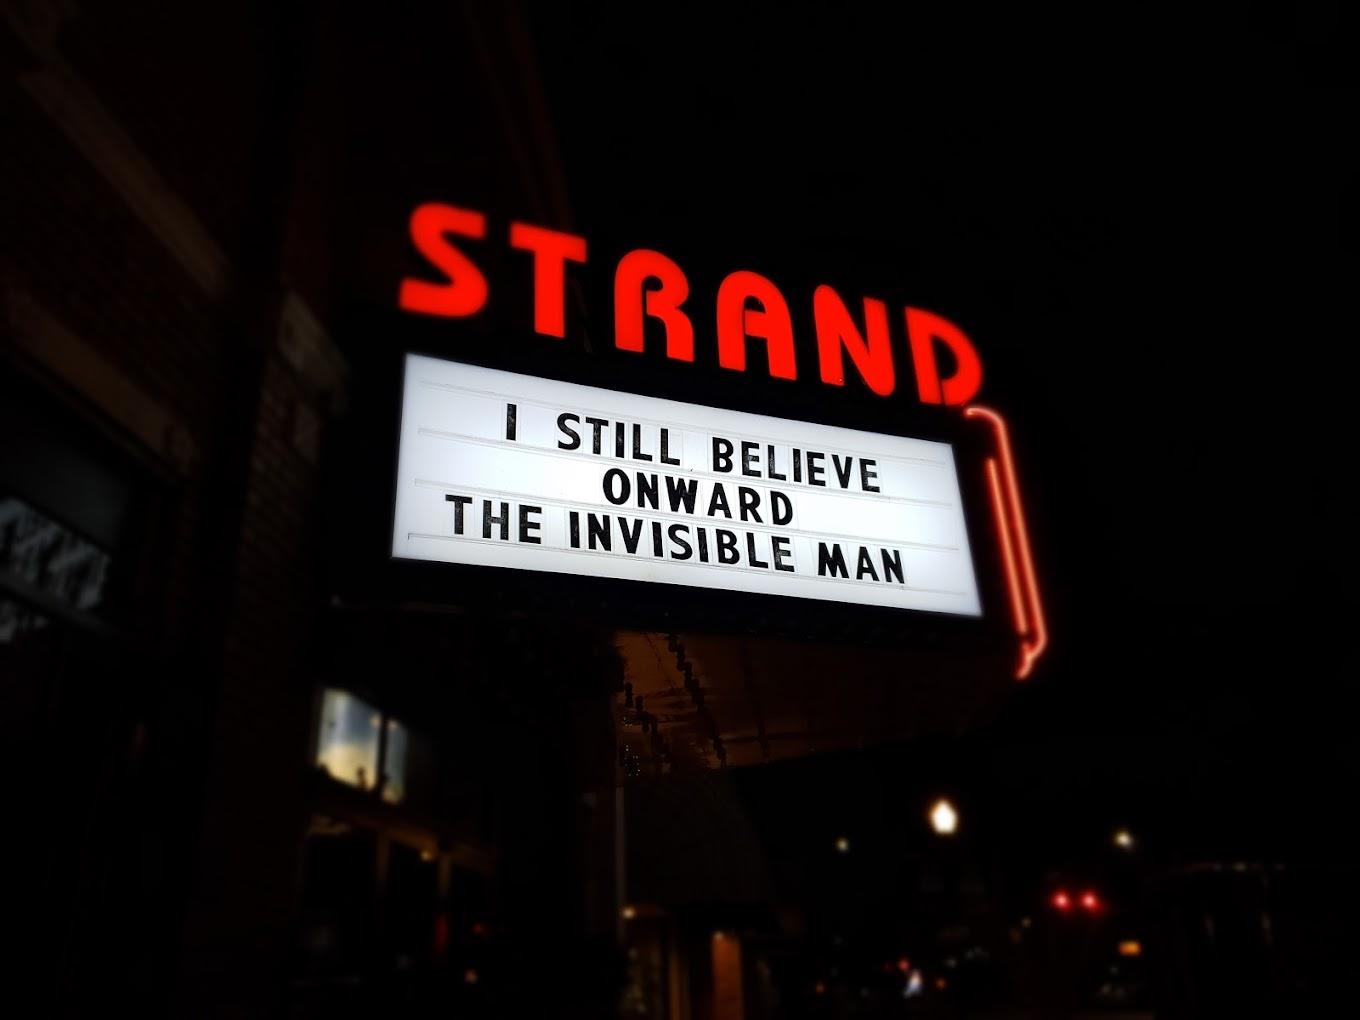 STRAND
I STILL BELIEVE
ONWARD
THE INVISIBLE MAN